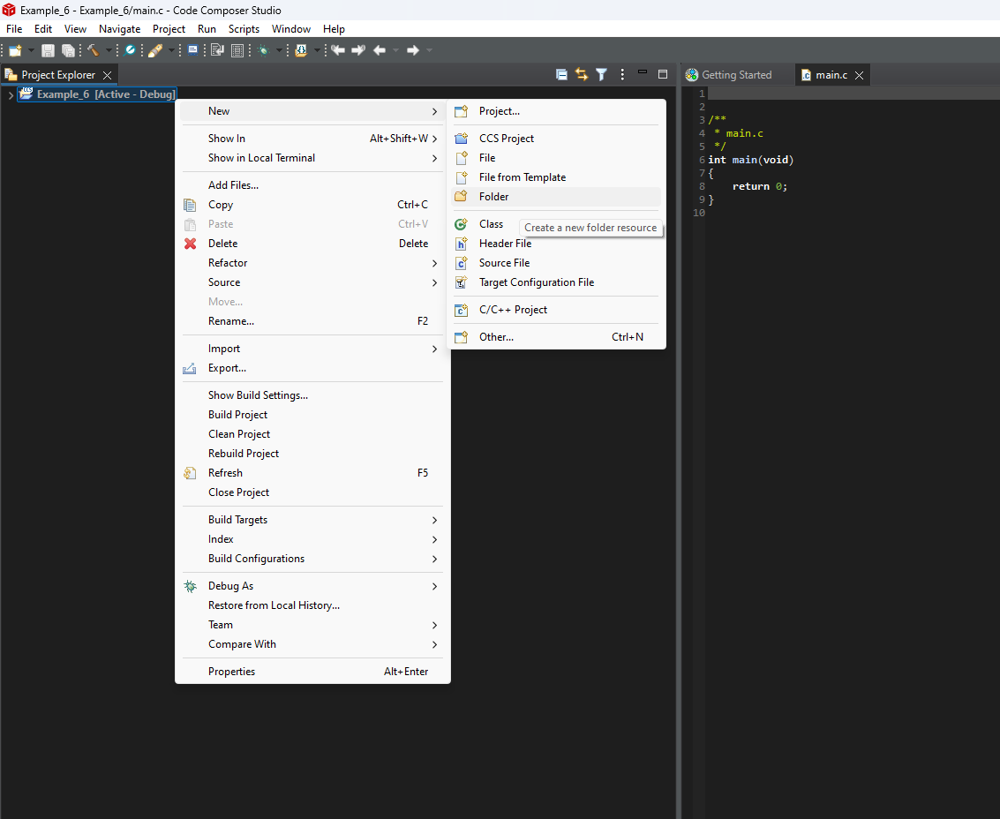 Example_6 - Example_6/main.c - Code Composer Studio
File Edit View Navigate Project Run Scripts Window Help
Project Explorer
Example_6 [Active - Debug]
New
Show In Alt+Shift+W
Show in Local Terminal
Add Files...
Copy Ctrl+C
Paste Ctrl+V
Delete Delete
Refactor
Source
Move...
Rename... F2
Import
Export...
Show Build Settings...
Build Project
Clean Project
Rebuild Project
Refresh F5
Close Project
Build Targets
Index
Build Configurations
Debug As
Restore from Local History...
Team
Compare With
Properties Alt+Enter
Project...
CCS Project
File
File from Template
Folder
Class
Create a new folder resource
Header File
Source File
Target Configuration File
C/C++ Project
Other... Ctrl+N
Getting Started main.c
1
2
3 /**
4 * main.c
5 */
6 int main(void)
7 {
8 return 0;
9 }
10